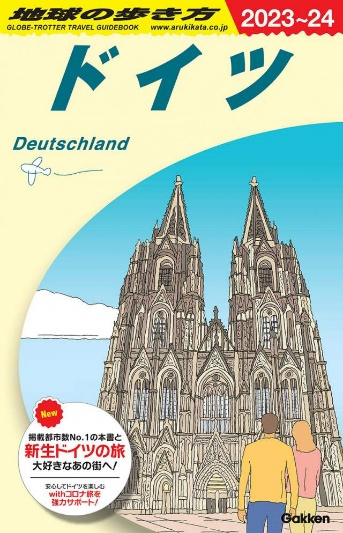 地球の歩き方
GLOBE-TROTTER TRAVEL GUIDEBOOK
www.arukikata.co.jp
2023~24
ドイツ
Deutschland
New
掲載都市数No.1の本書と
新生ドイツの旅
大好きなあの街へ!
安心してドイツを楽しむ
withコロナ旅を
強力サポート!
Gakken